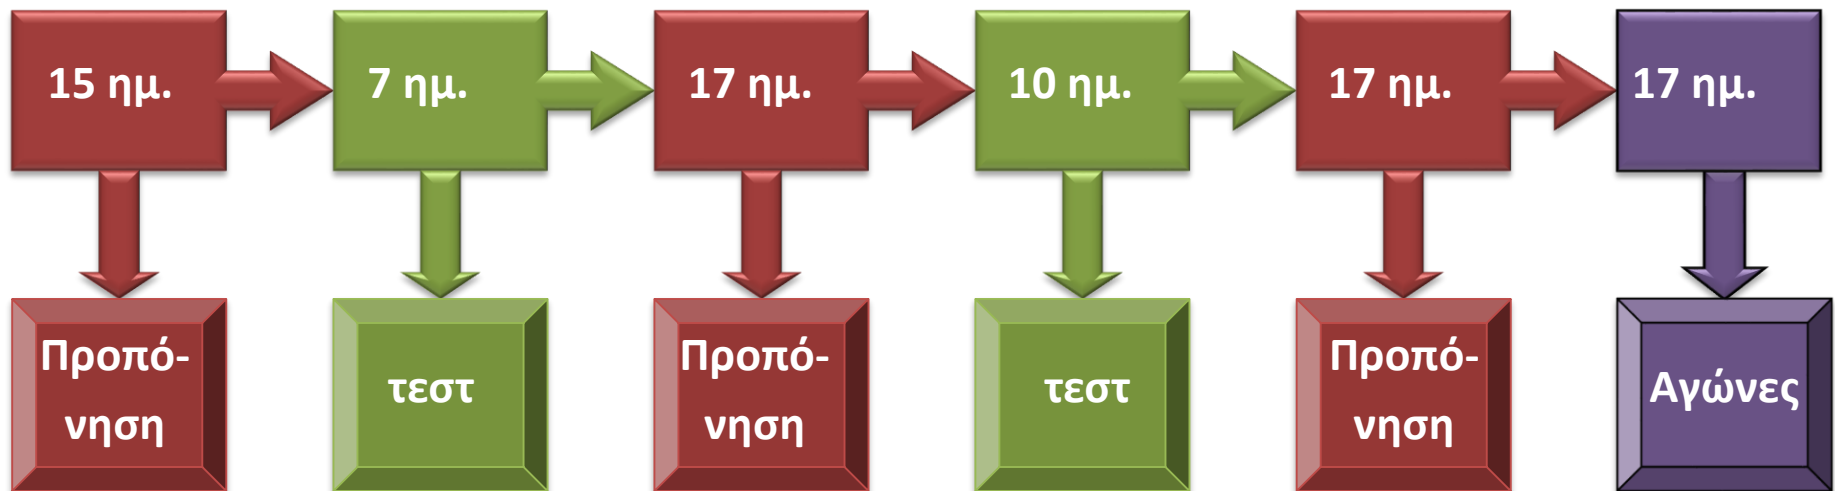 15 ημ.
7 ημ.
17 ημ.
10 ημ.
17 ημ.
17 ημ.
Προπό-
νηση
τεστ
Προπό-
νηση
τεστ
Προπό-
νηση
Αγώνες